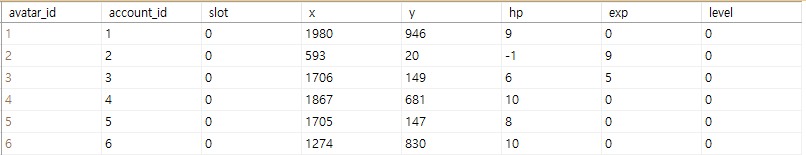 avatar_id account_id slot x y hp exp level
1 1 0 1980 946 9 0 0
2 2 0 593 20 -1 9 0
3 3 0 1706 149 6 5 0
4 4 0 1867 681 10 0 0
5 5 0 1705 147 8 0 0
6 6 0 1274 830 10 0 0